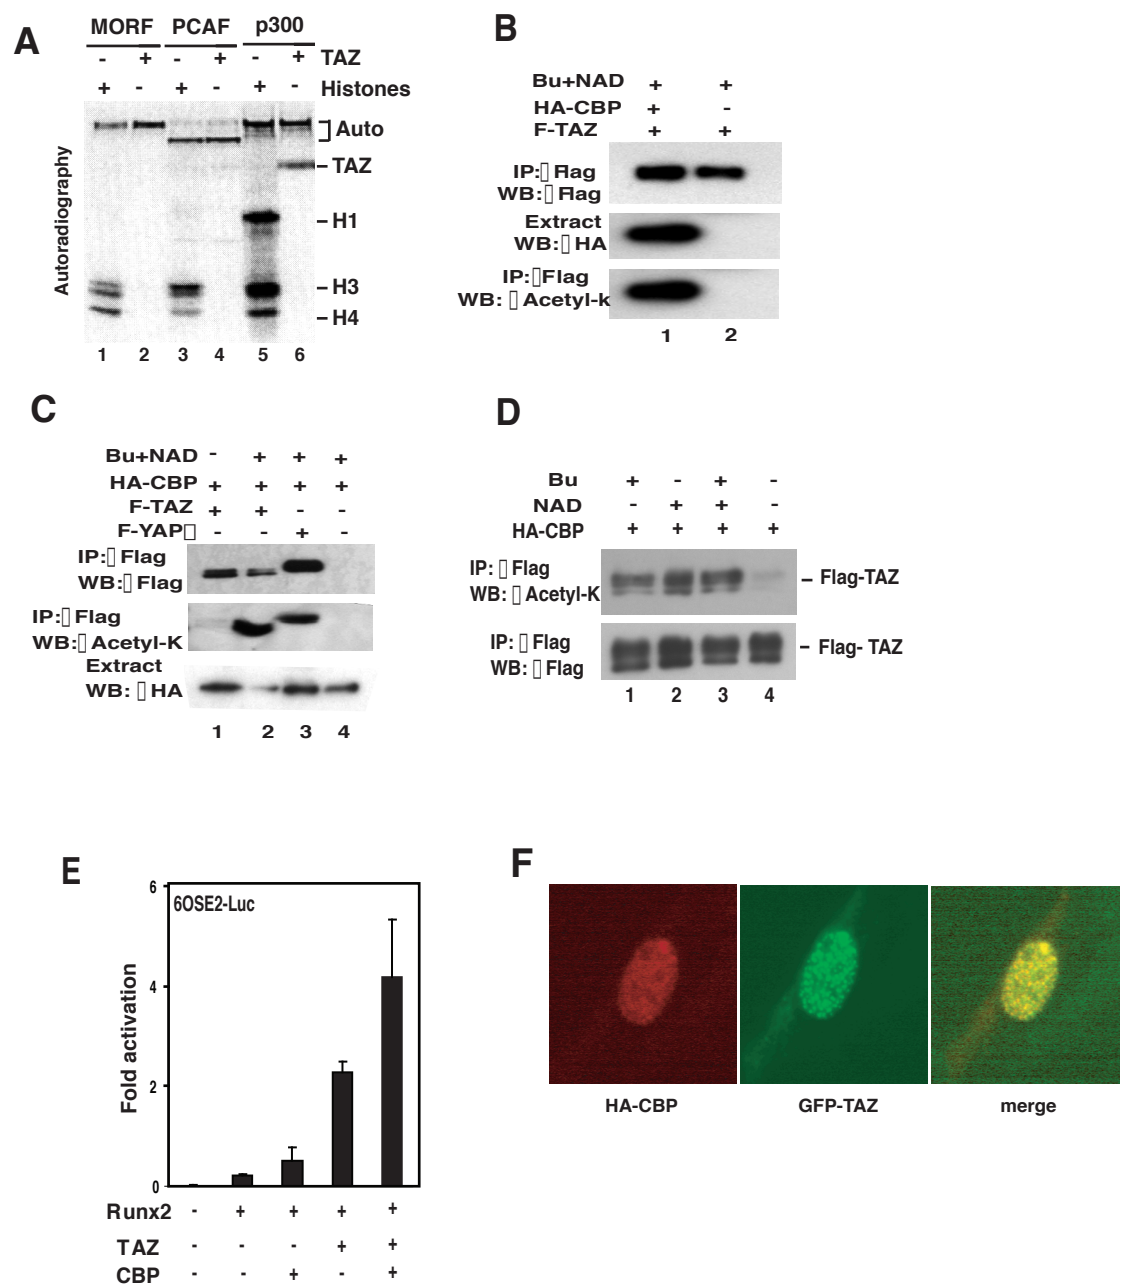 A
MORF PCAF p300
- + - + - + TAZ
+ - + - + - Histones
Autoradiography
Auto
TAZ
H1
H3
H4
1 2 3 4 5 6
B
Bu+NAD + +
HA-CBP + -
F-TAZ + +
IP:▯ Flag
WB:▯ Flag
Extract
WB:▯ HA
IP:▯Flag
WB: ▯ Acetyl-k
1 2
C
Bu+NAD - + + +
HA-CBP + + + +
F-TAZ + + - -
F-YAP▯ - - + -
IP:▯ Flag
WB:▯ Flag
IP:▯ Flag
WB:▯ Acetyl-K
Extract
WB: ▯ HA
1 2 3 4
D
Bu + - + -
NAD - + + -
HA-CBP + + + +
IP: ▯ Flag
WB: ▯ Acetyl-K
– Flag-TAZ
IP: ▯ Flag
WB: ▯ Flag
– Flag- TAZ
1 2 3 4
E
6OSE2-Luc
Fold activation
6
4
2
0
Runx2 - + + + +
TAZ - - - + +
CBP - - + - +
F
HA-CBP GFP-TAZ merge